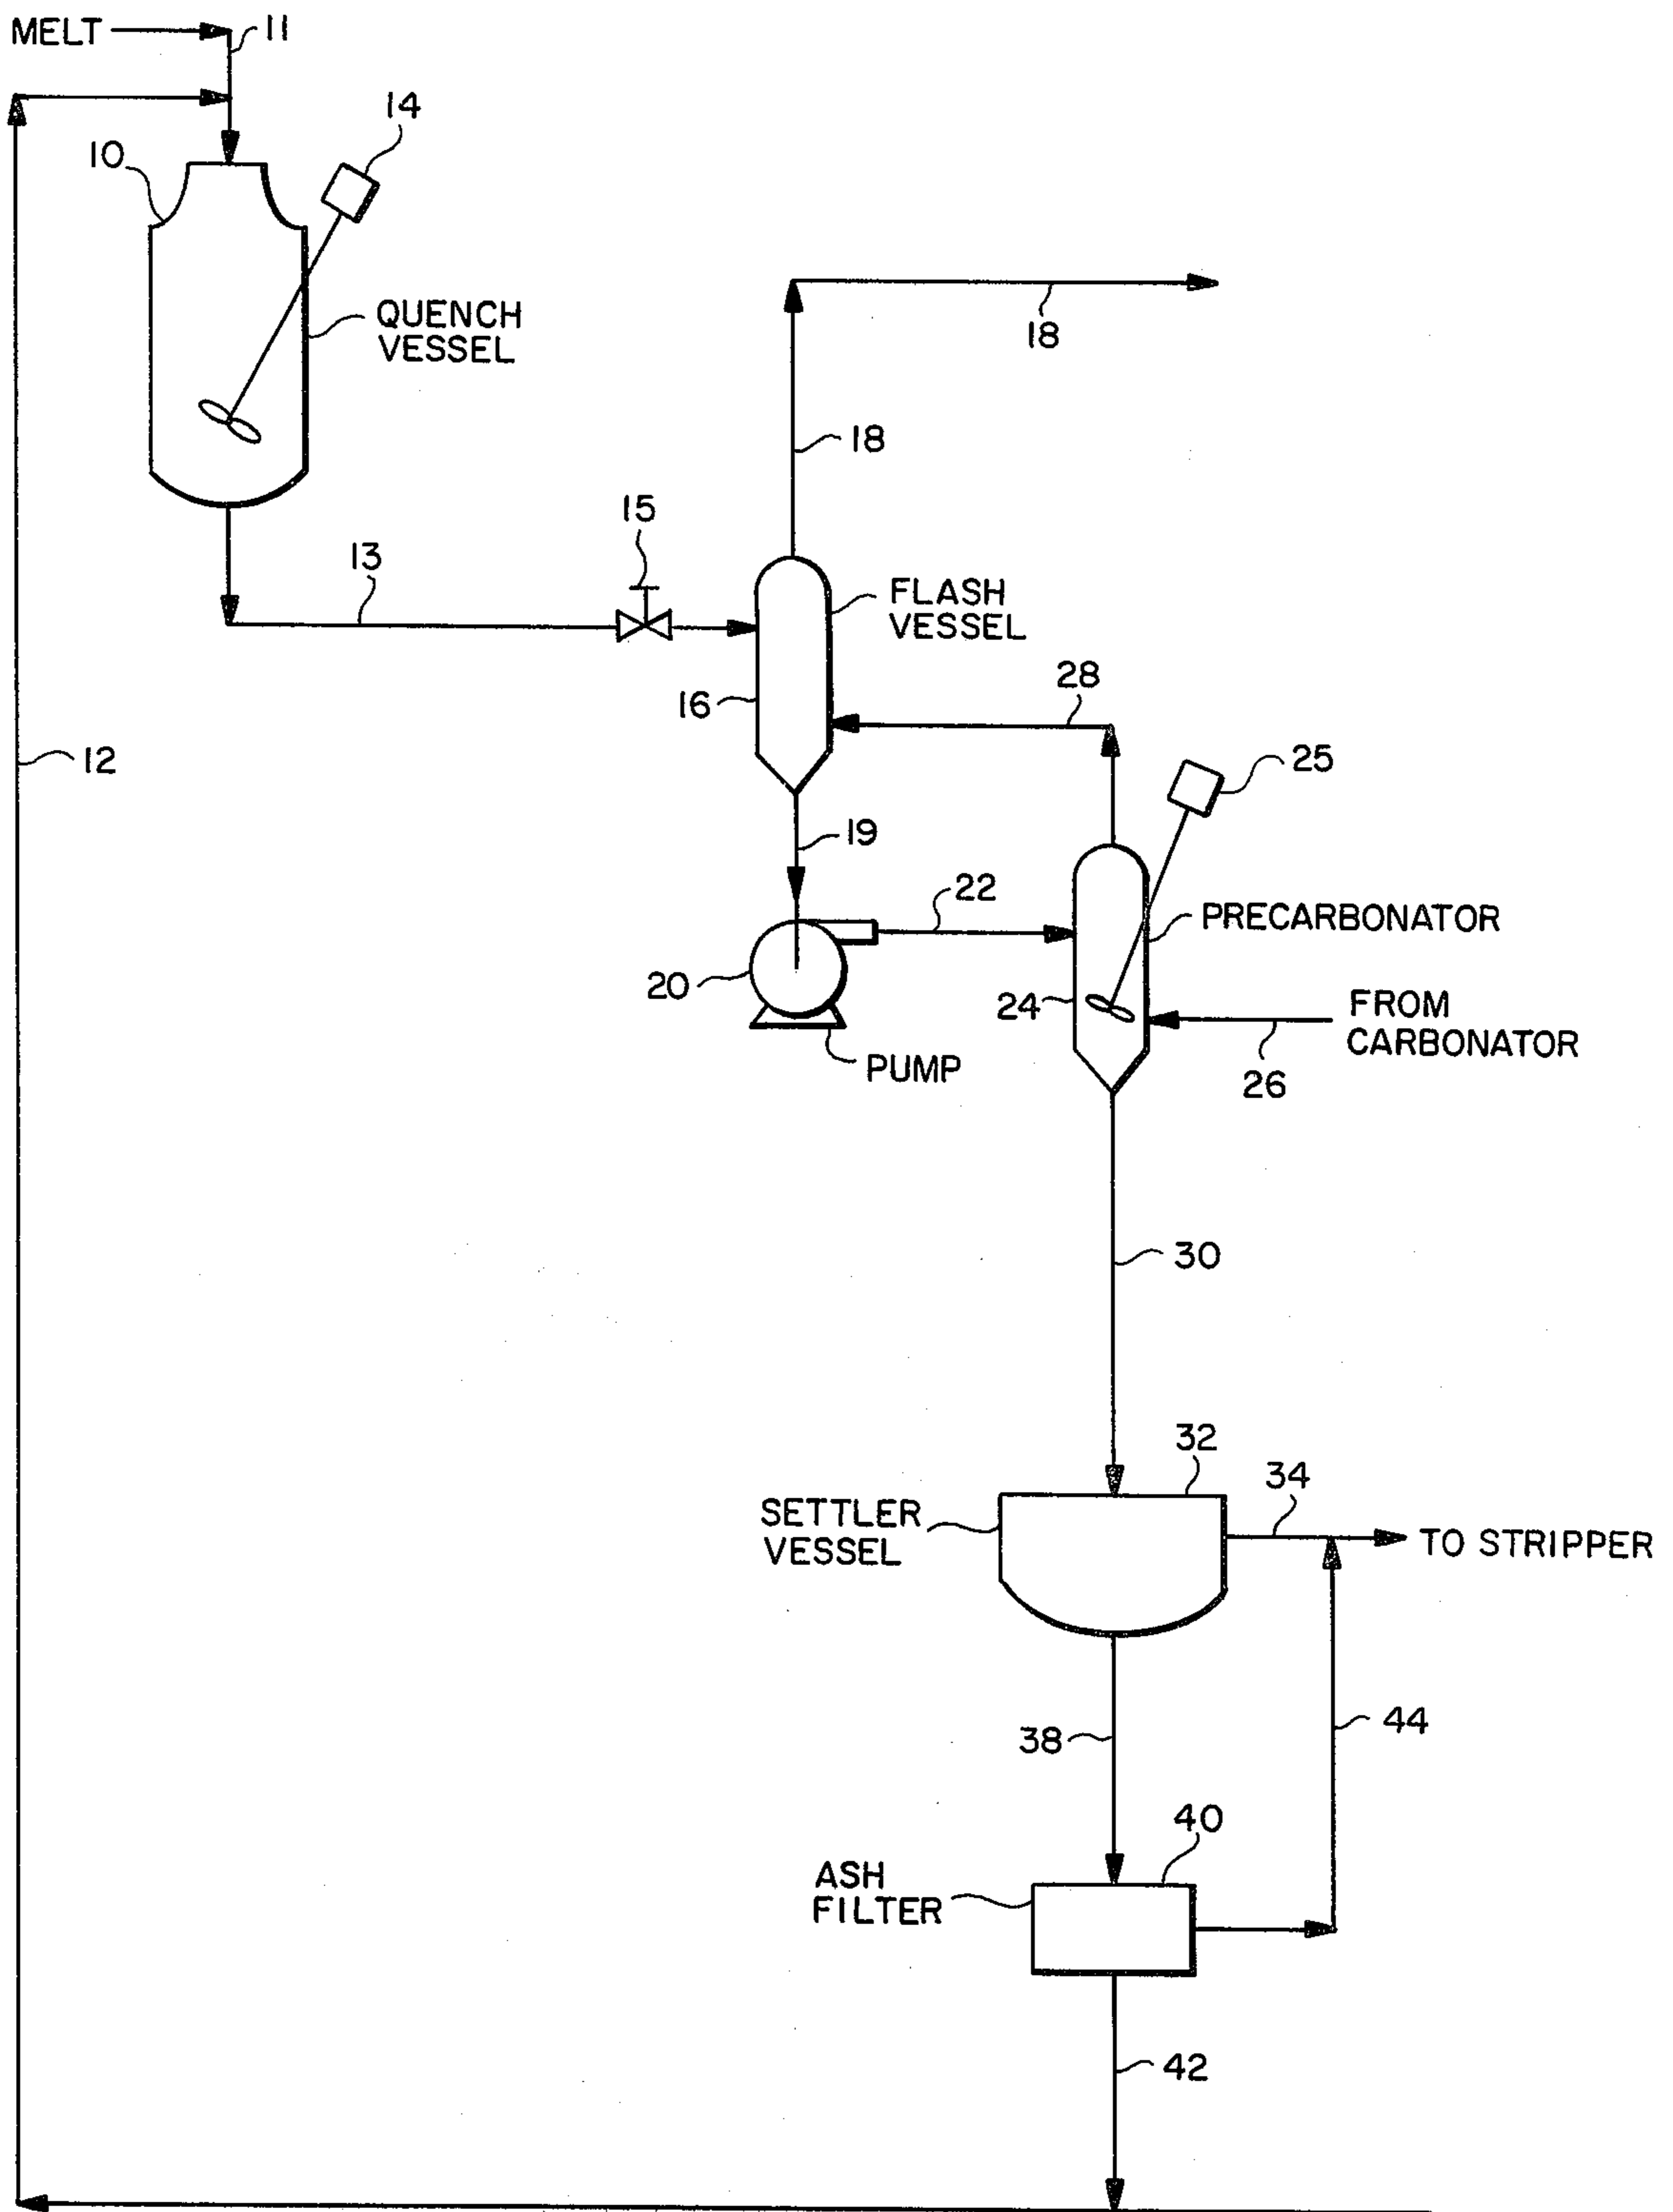 MELT
11
14
10
QUENCH
VESSEL
18
18
15
13
FLASH
VESSEL
28
16
12
25
19
22
PRECARBONATOR
20
24
FROM
CARBONATOR
PUMP
26
30
32
34
SETTLER
VESSEL
TO STRIPPER
38
44
40
ASH
FILTER
42